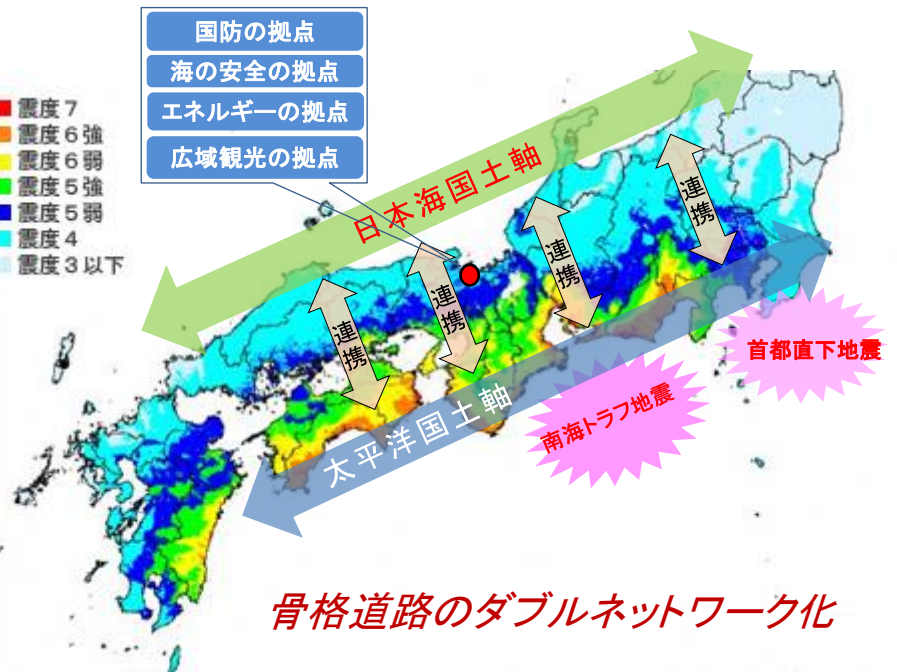 国防の拠点
海の安全の拠点
エネルギーの拠点
広域観光の拠点
震度7
震度6強
震度6弱
震度5強
震度5弱
震度4
震度3以下
日本海国土軸
連携
連携
連携
連携
太平洋国土軸
首都直下地震
南海トラフ地震
骨格道路のダブルネットワーク化